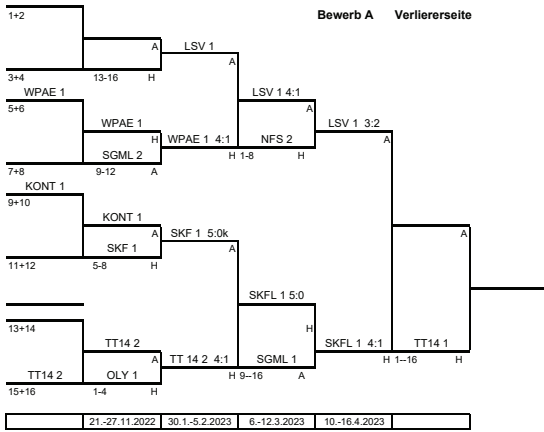 Bewerb A Verliererseite
1+2
A LSV 1
3+4 13-16 H A
WPAE 1 LSV 1 4:1
5+6 A
WPAE 1 LSV 1 3:2
H WPAE 1 4:1 NFS 2 A
SGML 2 H 1-8 H
7+8 9-12 A
KONT 1
9+10
KONT 1
A SKF 1 5:0k A
SKF 1 A
11+12 5-8 H
SKFL 1 5:0
13+14 H
TT14 2 SKFL 1 4:1 TT14 1
A TT 14 2 4:1 SGML 1 H 1--16 H
TT14 2 OLY 1 H 9--16 A
15+16 1-4 H
21.-27.11.2022 30.1.-5.2.2023 6.-12.3.2023 10.-16.4.2023